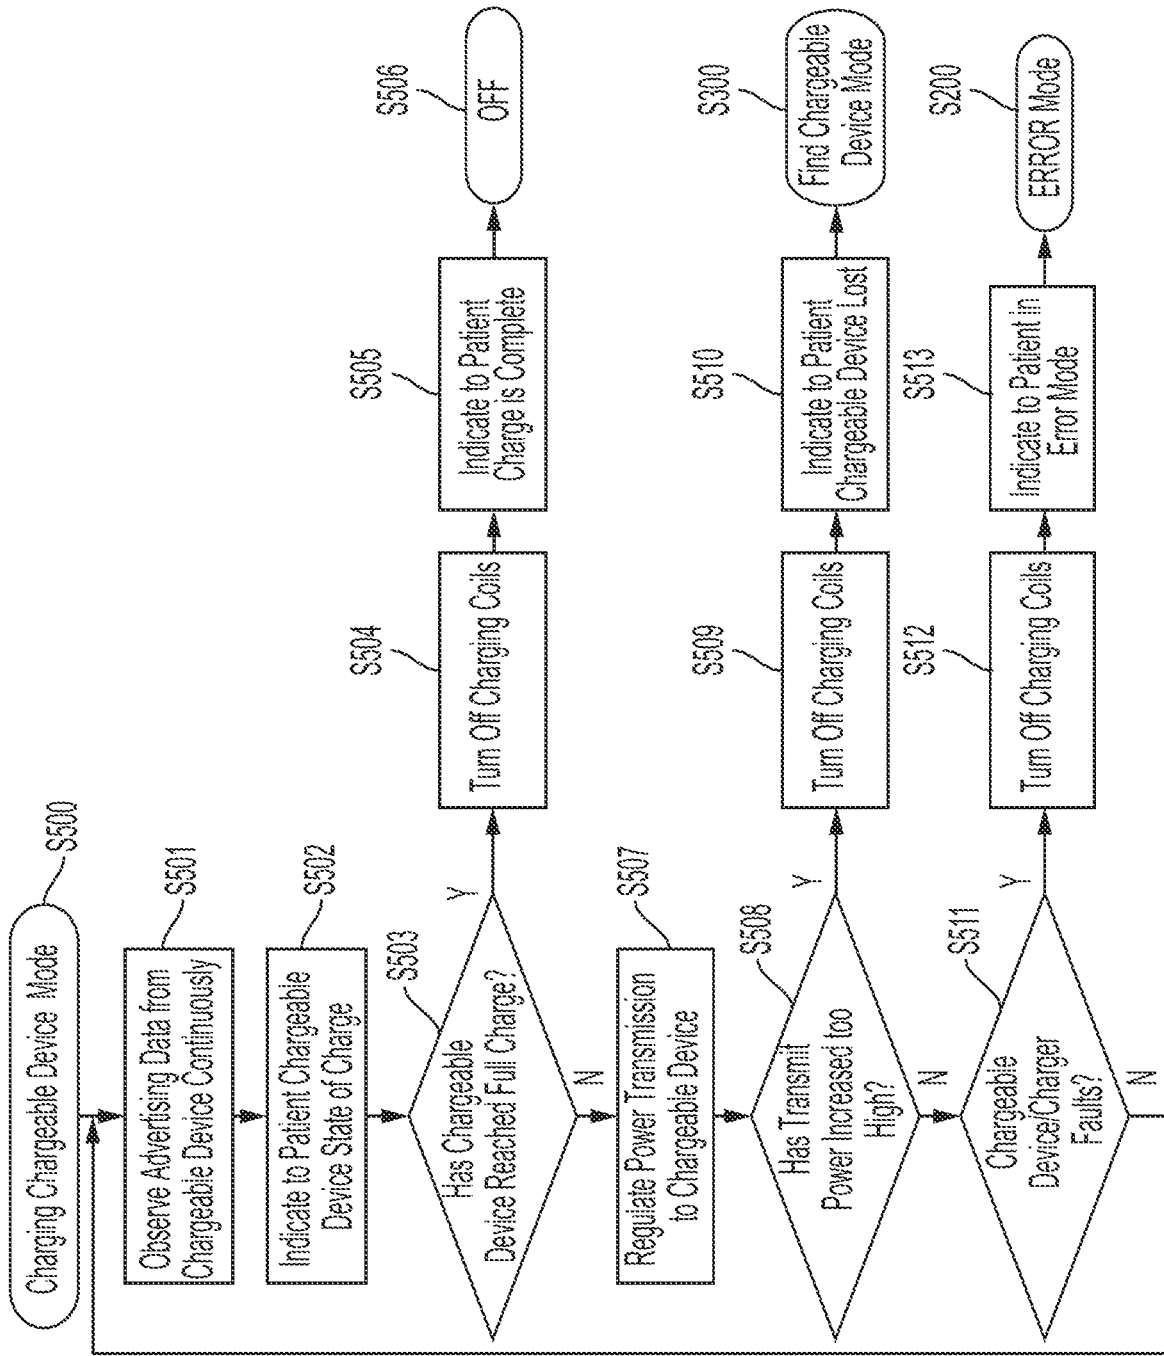 Charging Chargeable Device Mode
S500
Observe Advertising Data from
Chargeable Device Continuously
S501
Indicate to Patient Chargeable
Device State of Charge
S502
Has Chargeable
Device Reached Full Charge?
S503
Y
N
Turn Off Charging Coils
S504
Indicate to Patient
Charge is Complete
S505
OFF
S506
Regulate Power Transmission
to Chargeable Device
S507
Has Transmit
Power Increased too
High?
S508
Y
N
Turn Off Charging Coils
S509
Indicate to Patient
Chargeable Device Lost
S510
Find Chargeable
Device Mode
S300
Chargeable
Device/Charger
Faults?
S511
Y
N
Turn Off Charging Coils
S512
Indicate to Patient in
Error Mode
S513
ERROR Mode
S200